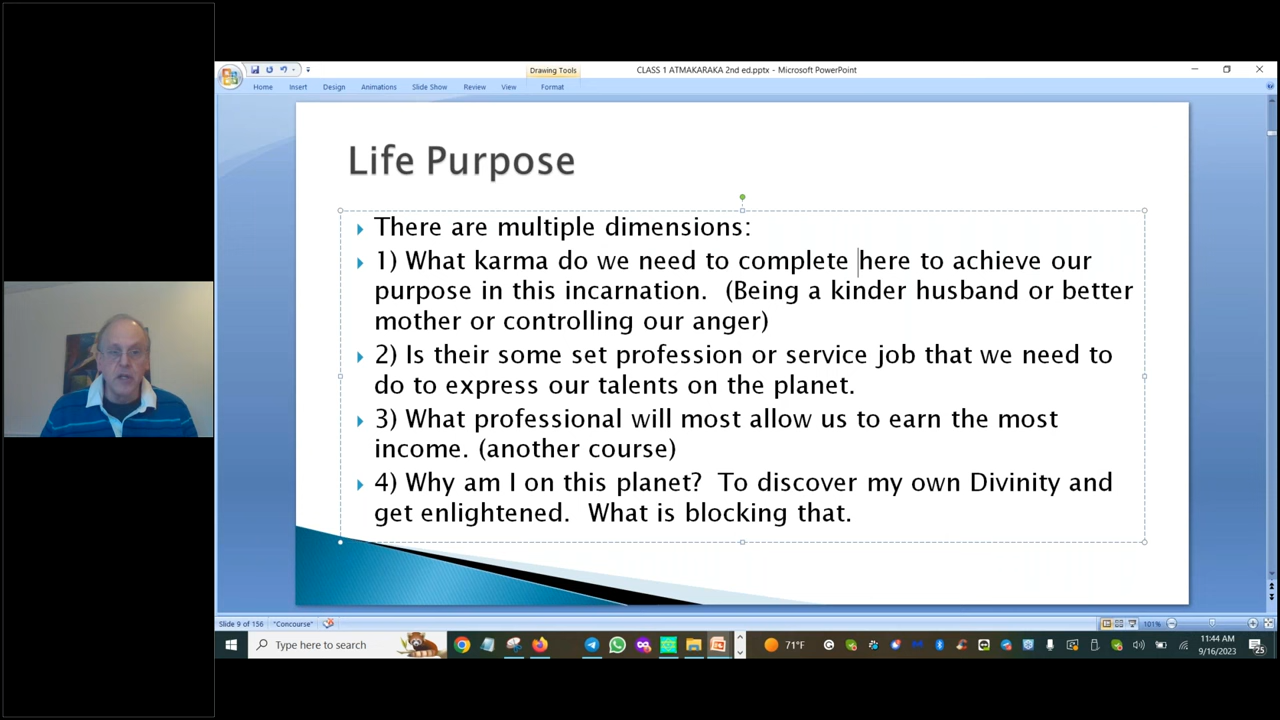 CLASS 1 ATMAKARAKA 2nd ed.pptx - Microsoft PowerPoint
Drawing Tools
Home Insert Design Animations Slide Show Review View Format
Life Purpose
There are multiple dimensions:
1) What karma do we need to complete here to achieve our
purpose in this incarnation. (Being a kinder husband or better
mother or controlling our anger)
2) Is their some set profession or service job that we need to
do to express our talents on the planet.
3) What professional will most allow us to earn the most
income. (another course)
4) Why am I on this planet? To discover my own Divinity and
get enlightened. What is blocking that.
Slide 9 of 156 "Concourse" 101%
Type here to search 71°F 11:44 AM
9/16/2023 25